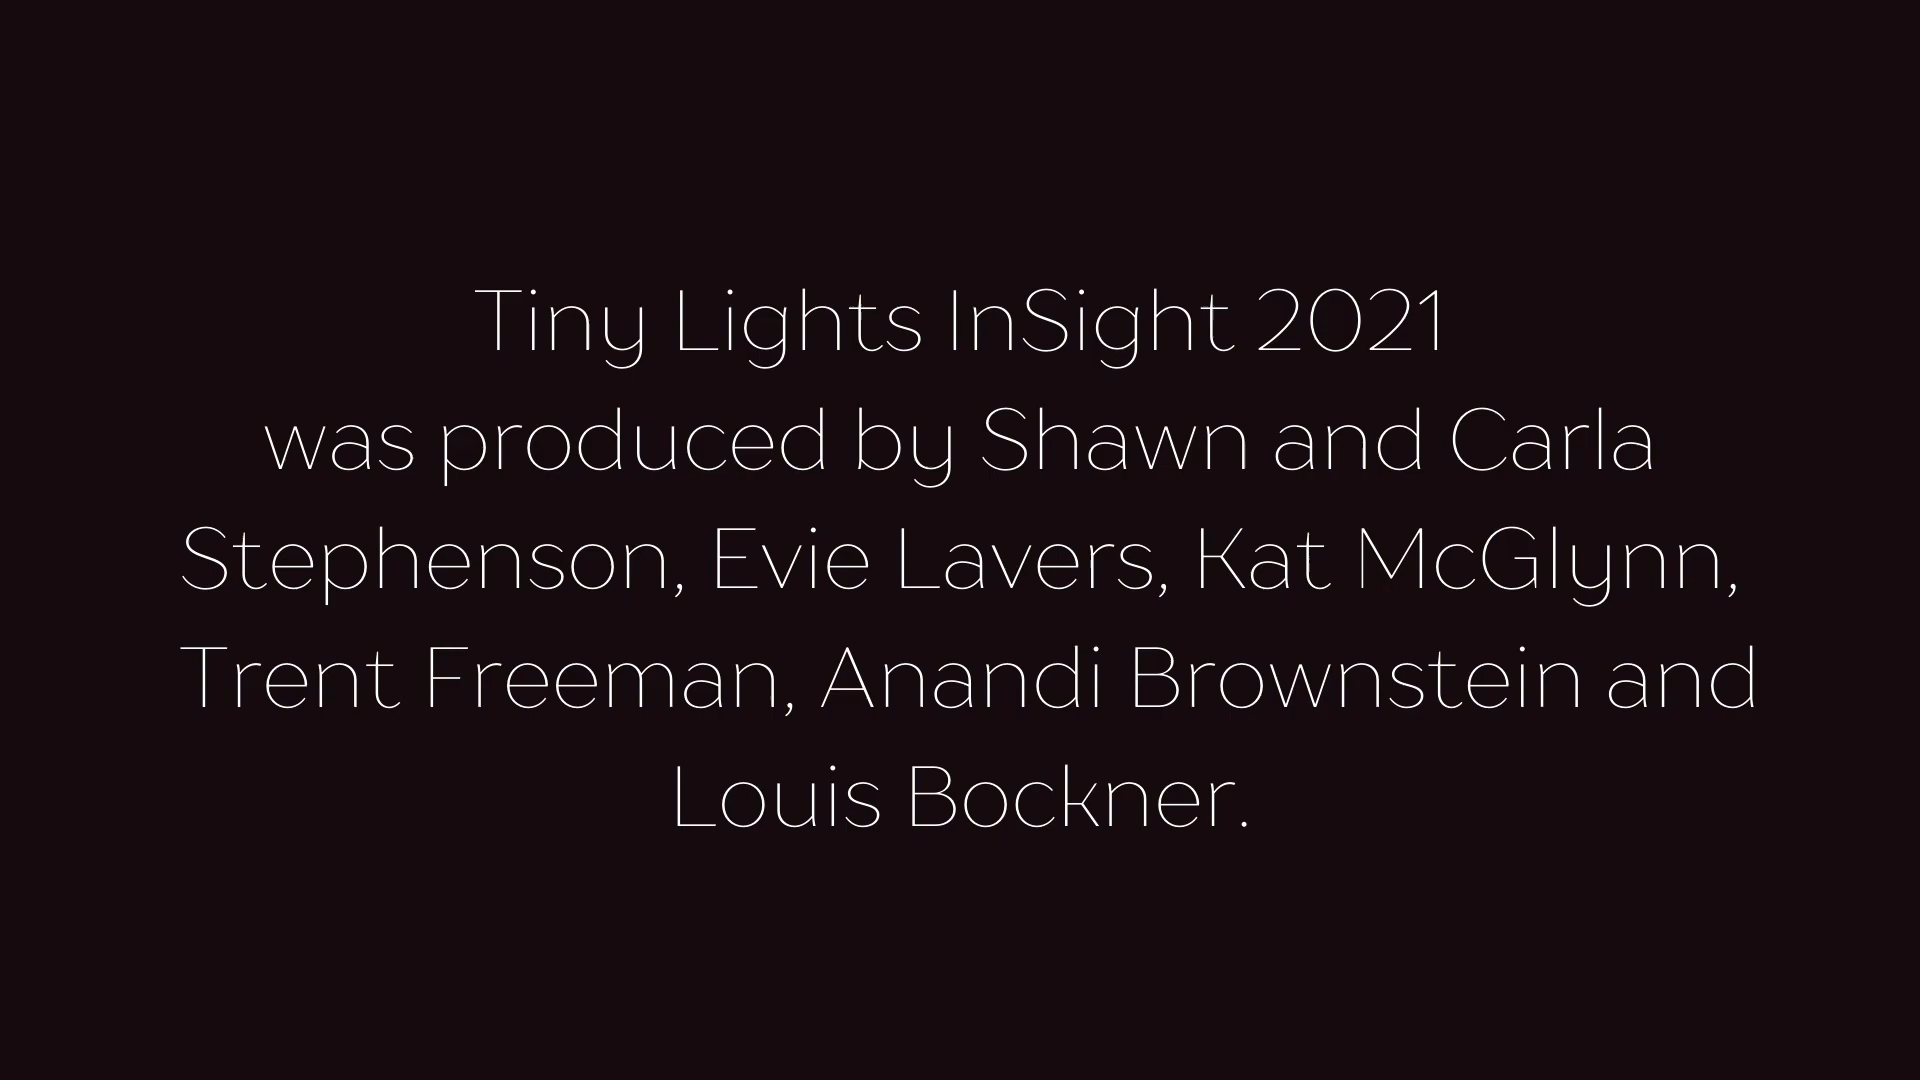 Tiny Lights InSight 2021
was produced by Shawn and Carla
Stephenson, Evie Lavers, Kat McGlynn,
Trent Freeman, Anandi Brownstein and
Louis Bockner.